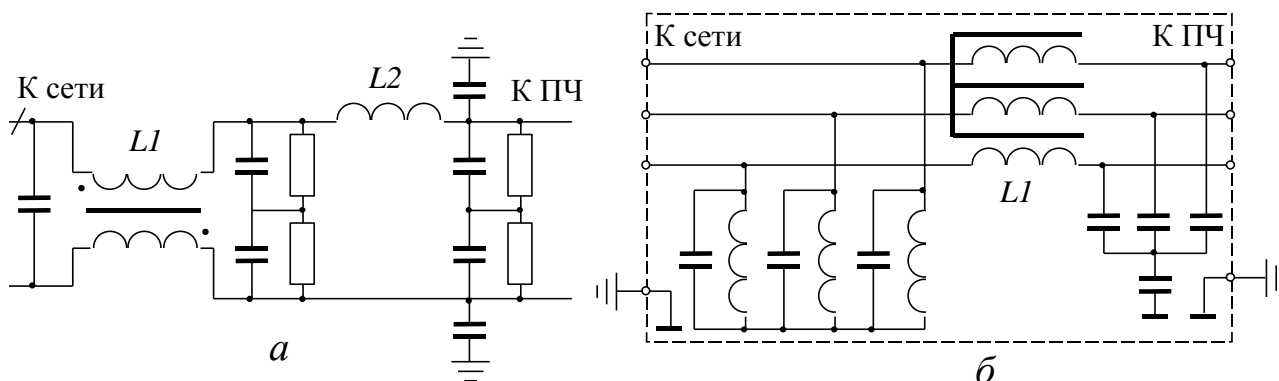 К сети
L1
L2
К ПЧ
а
К сети
К ПЧ
L1
б